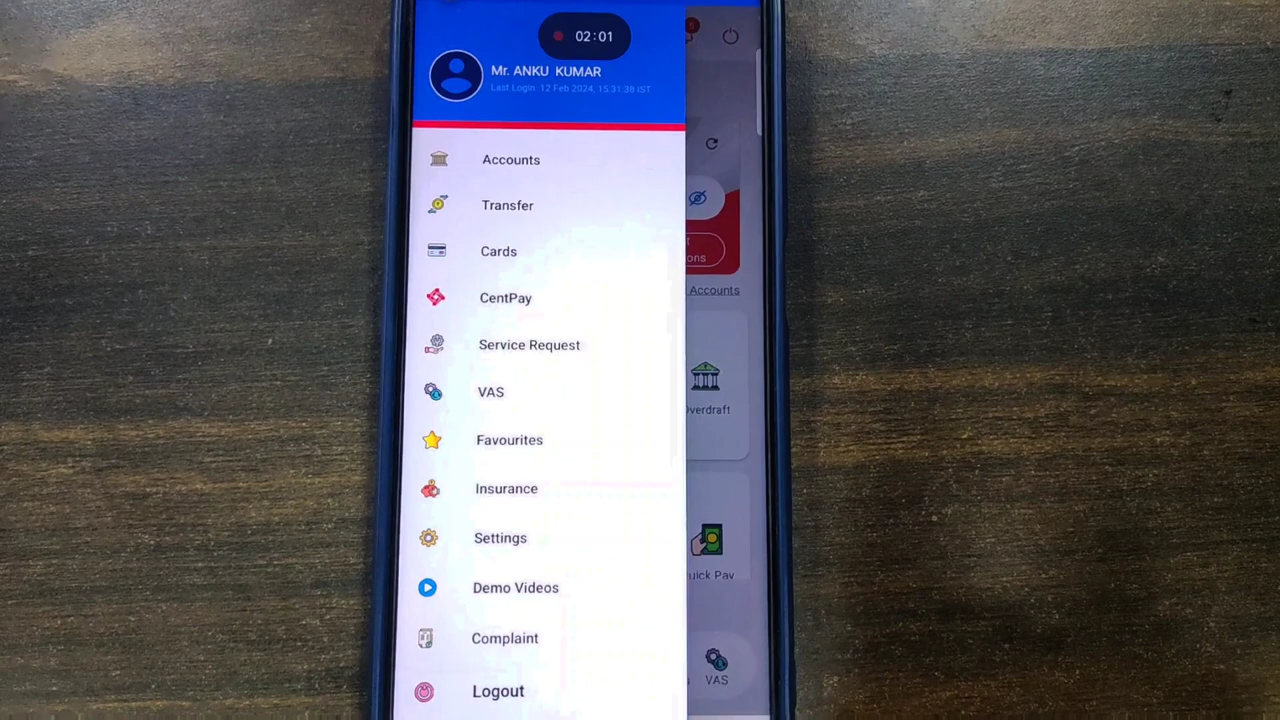 02:01
Mr. ANKU KUMAR
Last Login 12 Feb 2024, 15:31:38 IST
Accounts
Transfer
Cards
CentPay
Service Request
VAS
Favourites
Insurance
Settings
Demo Videos
Complaint
Logout
ons
Accounts
Overdraft
uick Pay
VAS